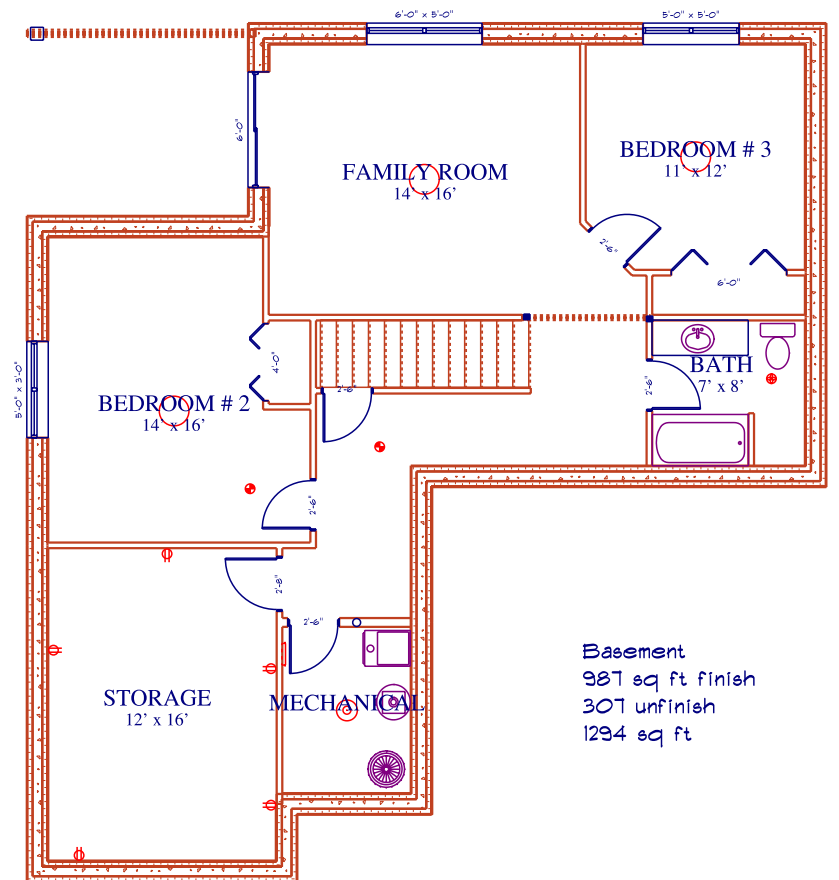 6'-0" x 5'-0"
5'-0" x 5'-0"
6'-0"
FAMILY ROOM
14' x 16'
BEDROOM # 3
11' x 12'
2'-6"
6'-0"
5'-0" x 3'-0"
4'-0"
BEDROOM # 2
14' x 16'
2'-6"
2'-6"
BATH
7' x 8'
2'-6"
2'-8"
2'-6"
STORAGE
12' x 16'
MECHANICAL
Basement
987 sq ft finish
307 unfinish
1294 sq ft